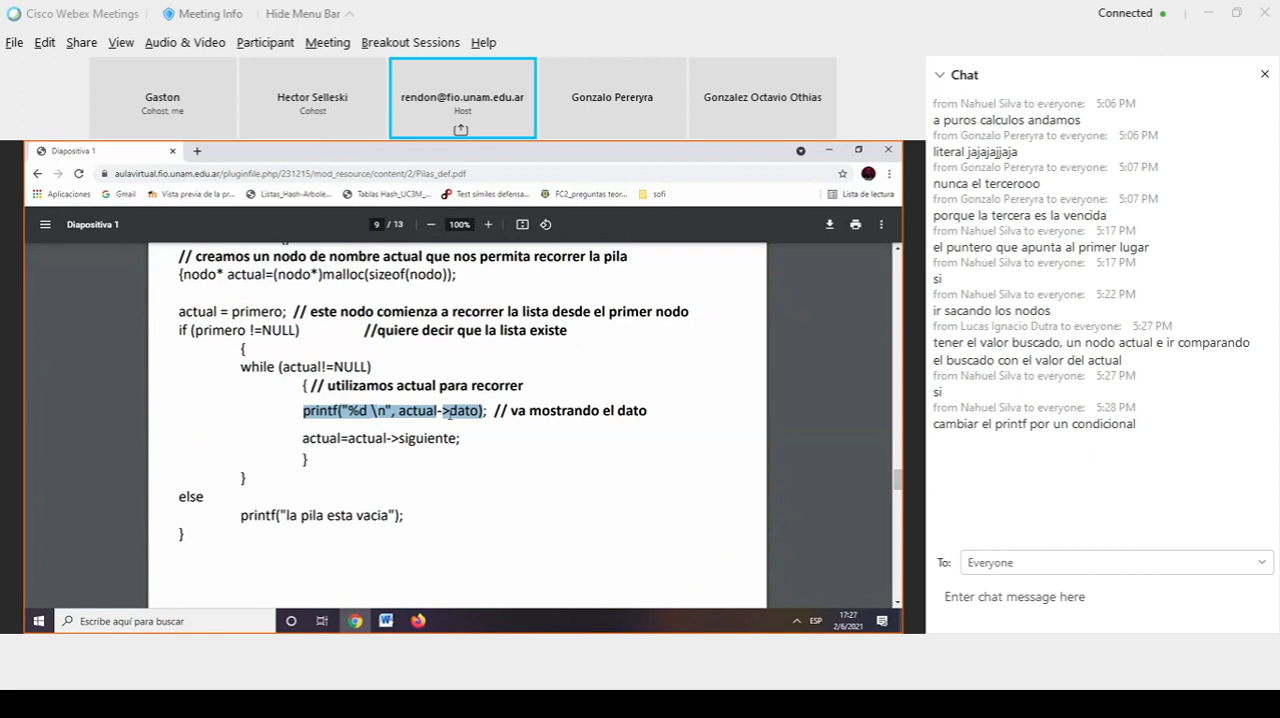 Cisco Webex Meetings Meeting Info Hide Menu Bar Connected
File Edit Share View Audio & Video Participant Meeting Breakout Sessions Help
Gaston
Cohost, me
Hector Selleski
Cohost
rendon@fio.unam.edu.ar
Host
Gonzalo Pereryra
Gonzalez Octavio Othias
Diapositiva 1
aulavirtual.fio.unam.edu.ar/pluginfile.php/231215/mod_resource/content/2/Pilas_def.pdf
Aplicaciones Gmail Vista previa de la pr... Listas_Hash-Arbole... Tablas Hash_UC3M_... Test símiles defensa... FC2_preguntas teor... sofi Lista de lectura
Diapositiva 1 9 / 13 100%
// creamos un nodo de nombre actual que nos permita recorrer la pila
{nodo* actual=(nodo*)malloc(sizeof(nodo));
actual = primero; // este nodo comienza a recorrer la lista desde el primer nodo
if (primero !=NULL) //quiere decir que la lista existe
{
while (actual!=NULL)
{ // utilizamos actual para recorrer
printf("%d \n", actual->dato); // va mostrando el dato
actual=actual->siguiente;
}
}
else
printf("la pila esta vacia");
}
Escribe aquí para buscar
ESP
17:27
2/6/2021
Chat
from Nahuel Silva to everyone: 5:06 PM
a puros calculos andamos
from Gonzalo Pereryra to everyone: 5:06 PM
literal jajajajjaja
from Gonzalo Pereryra to everyone: 5:07 PM
nunca el tercerooo
from Gonzalo Pereryra to everyone: 5:07 PM
porque la tercera es la vencida
from Nahuel Silva to everyone: 5:17 PM
el puntero que apunta al primer lugar
from Nahuel Silva to everyone: 5:17 PM
si
from Nahuel Silva to everyone: 5:22 PM
ir sacando los nodos
from Lucas Ignacio Dutra to everyone: 5:27 PM
tener el valor buscado, un nodo actual e ir comparando
el buscado con el valor del actual
from Nahuel Silva to everyone: 5:27 PM
si
from Nahuel Silva to everyone: 5:28 PM
cambiar el printf por un condicional
To: Everyone
Enter chat message here